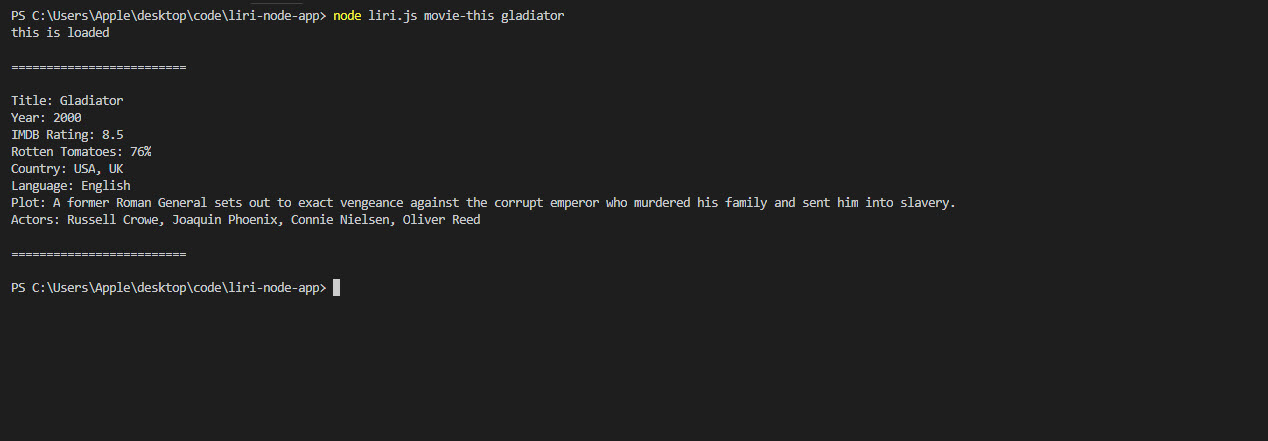 PS C:\Users\Apple\desktop\code\liri-node-app> node liri.js movie-this gladiator
this is loaded
=========================
Title: Gladiator
Year: 2000
IMDB Rating: 8.5
Rotten Tomatoes: 76%
Country: USA, UK
Language: English
Plot: A former Roman General sets out to exact vengeance against the corrupt emperor who murdered his family and sent him into slavery.
Actors: Russell Crowe, Joaquin Phoenix, Connie Nielsen, Oliver Reed
=========================
PS C:\Users\Apple\desktop\code\liri-node-app>